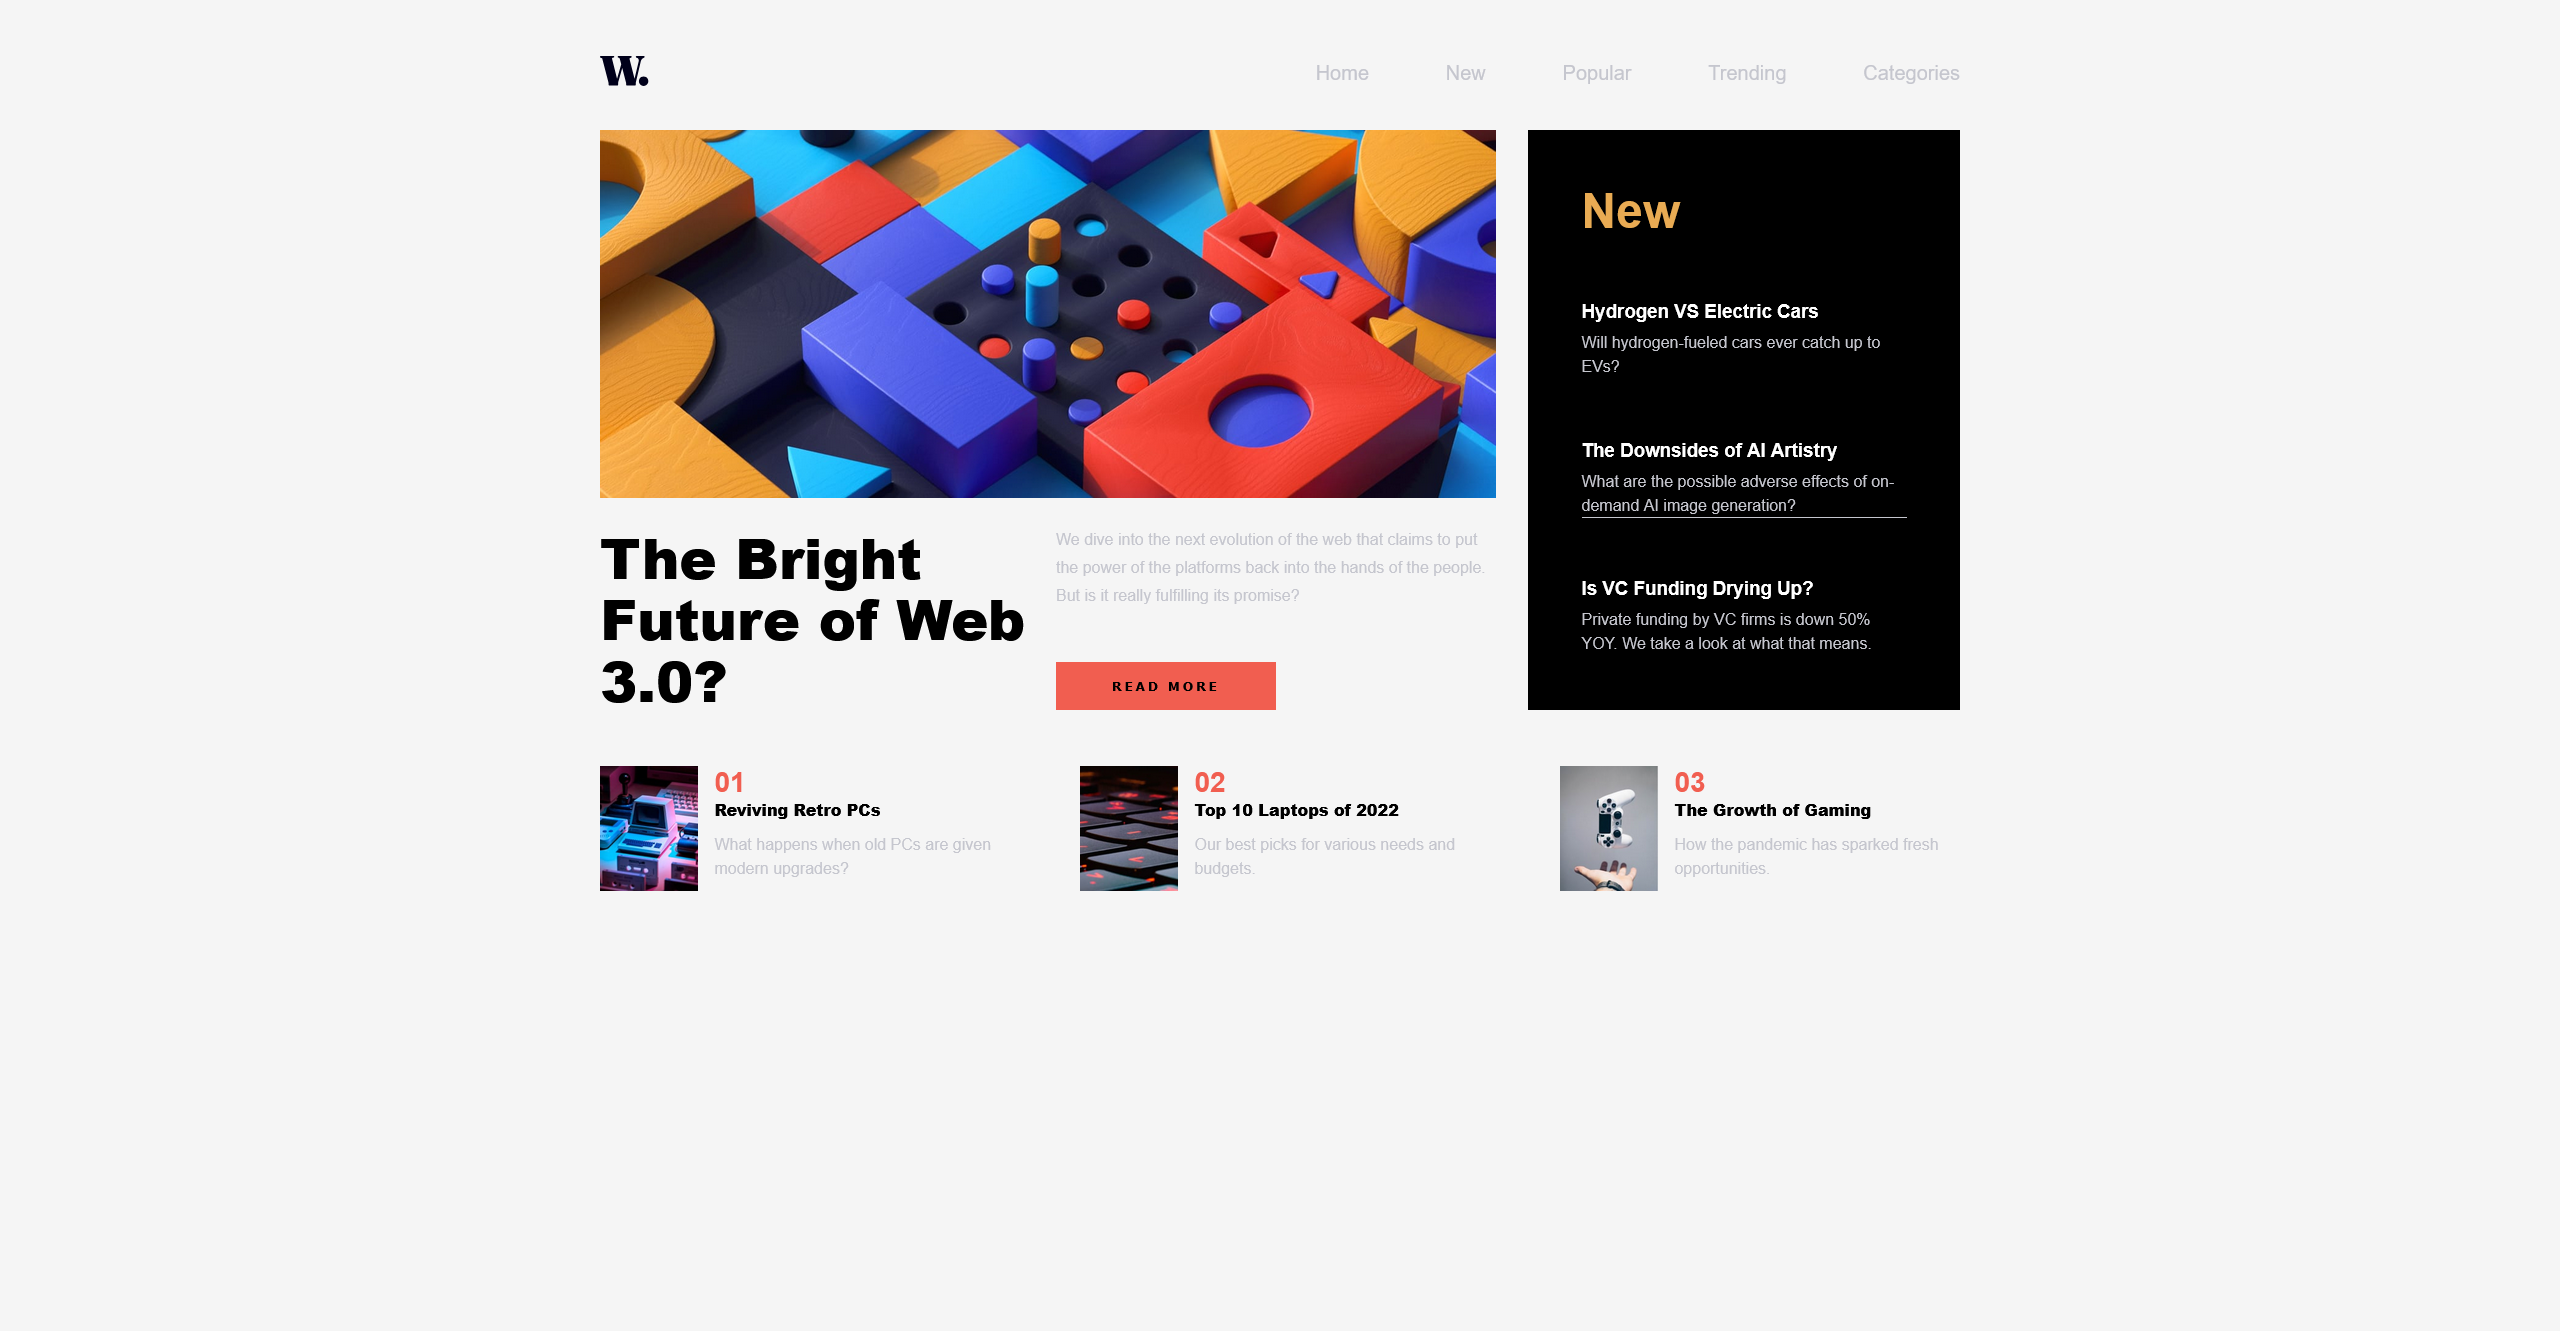 W.
Home New Popular Trending Categories
The Bright
Future of Web
3.0?
We dive into the next evolution of the web that claims to put
the power of the platforms back into the hands of the people.
But is it really fulfilling its promise?
READ MORE
New
Hydrogen VS Electric Cars
Will hydrogen-fueled cars ever catch up to
EVs?
The Downsides of AI Artistry
What are the possible adverse effects of on-
demand AI image generation?
Is VC Funding Drying Up?
Private funding by VC firms is down 50%
YOY. We take a look at what that means.
01
Reviving Retro PCs
What happens when old PCs are given
modern upgrades?
02
Top 10 Laptops of 2022
Our best picks for various needs and
budgets.
03
The Growth of Gaming
How the pandemic has sparked fresh
opportunities.